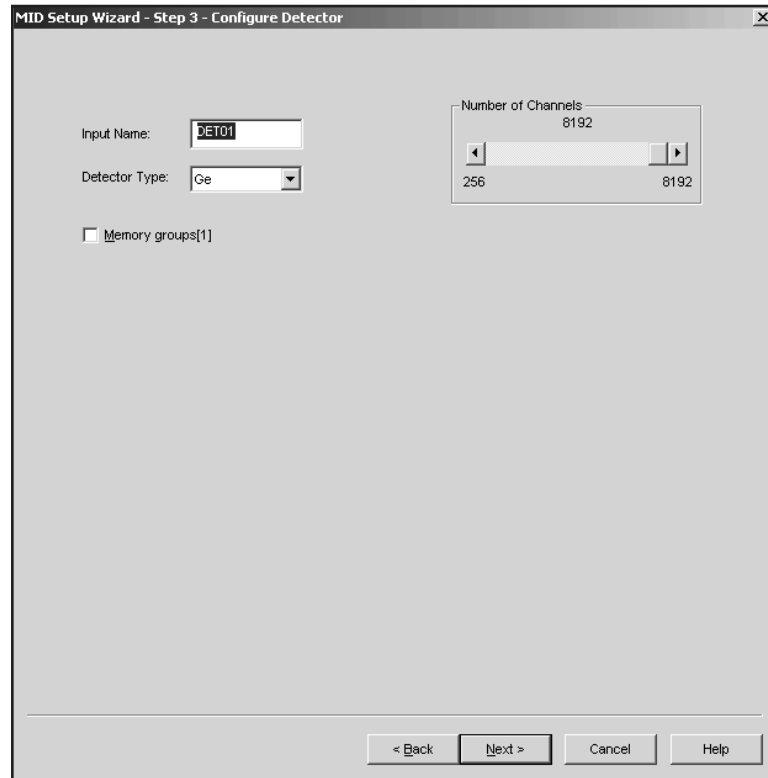 MID Setup Wizard - Step 3 - Configure Detector
Input Name:
DET01
Detector Type:
Ge
Memory groups[1]
Number of Channels
8192
256
8192
< Back
Next >
Cancel
Help